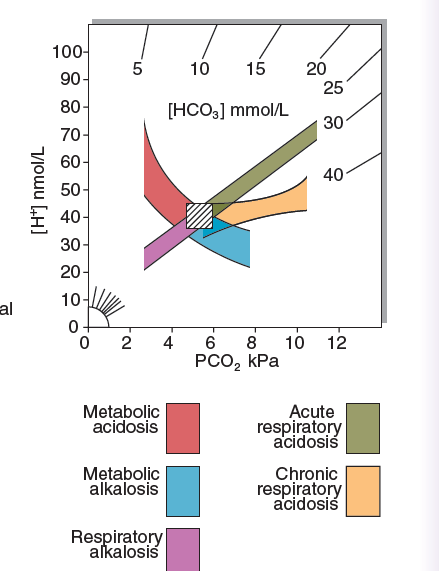 100
90
80
70
60
50
40
30
20
10
0
[H⁺] nmol/L
5 10 15 20
25
30
40
[HCO₃] mmol/L
al
0 2 4 6 8 10 12
PCO₂ kPa
Metabolic
acidosis
Acute
respiratory
acidosis
Metabolic
alkalosis
Chronic
respiratory
acidosis
Respiratory
alkalosis